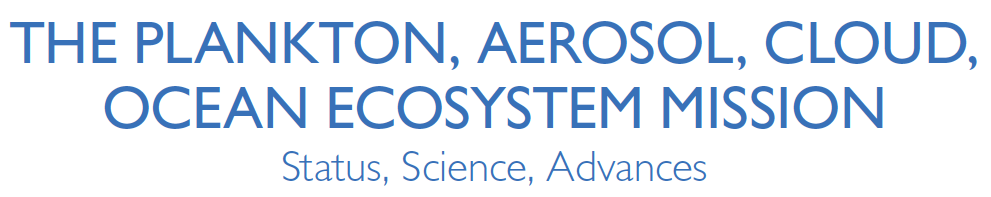 THE PLANKTON, AEROSOL, CLOUD,
OCEAN ECOSYSTEM MISSION
Status, Science, Advances